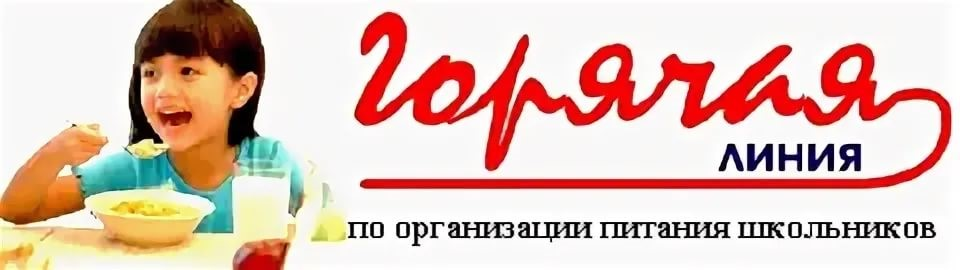 Горячая
ЛИНИЯ
по организации питания школьников